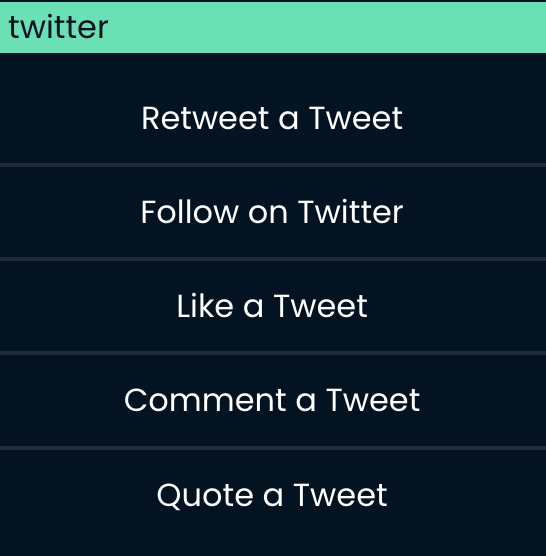 twitter
Retweet a Tweet
Follow on Twitter
Like a Tweet
Comment a Tweet
Quote a Tweet